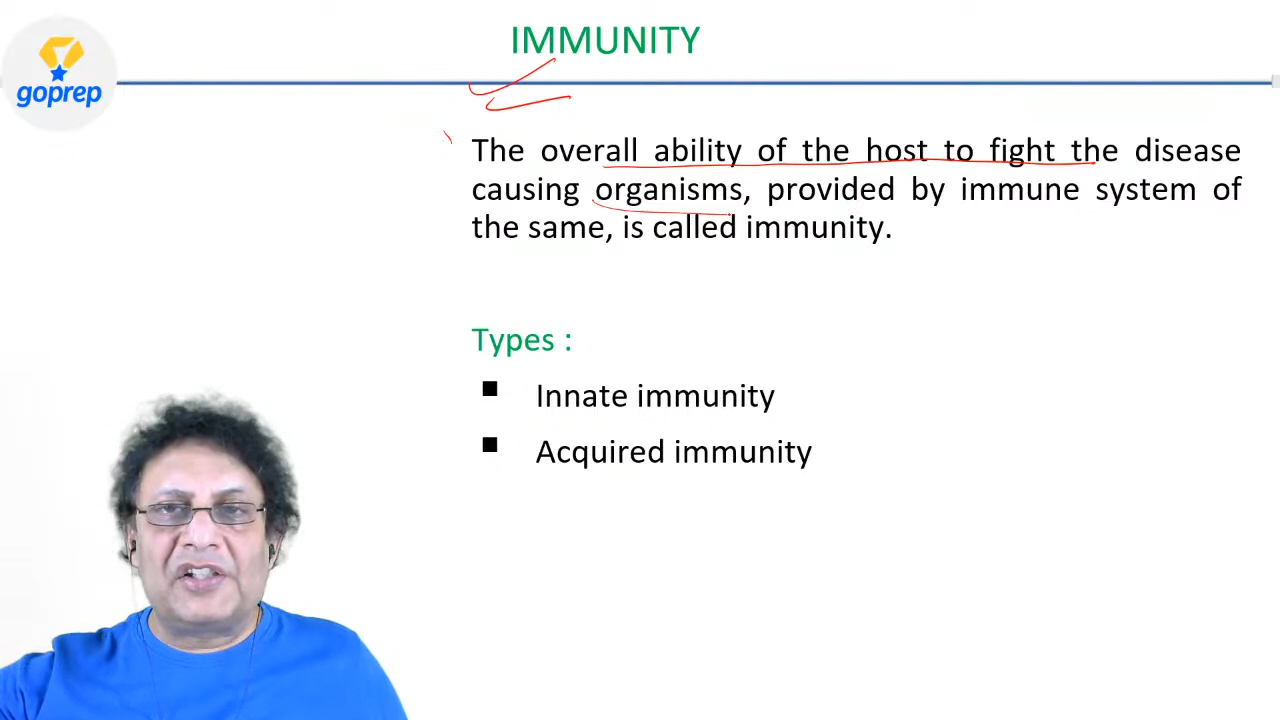 IMMUNITY
goprep
The overall ability of the host to fight the disease
causing organisms, provided by immune system of
the same, is called immunity.
Types :
Innate immunity
Acquired immunity